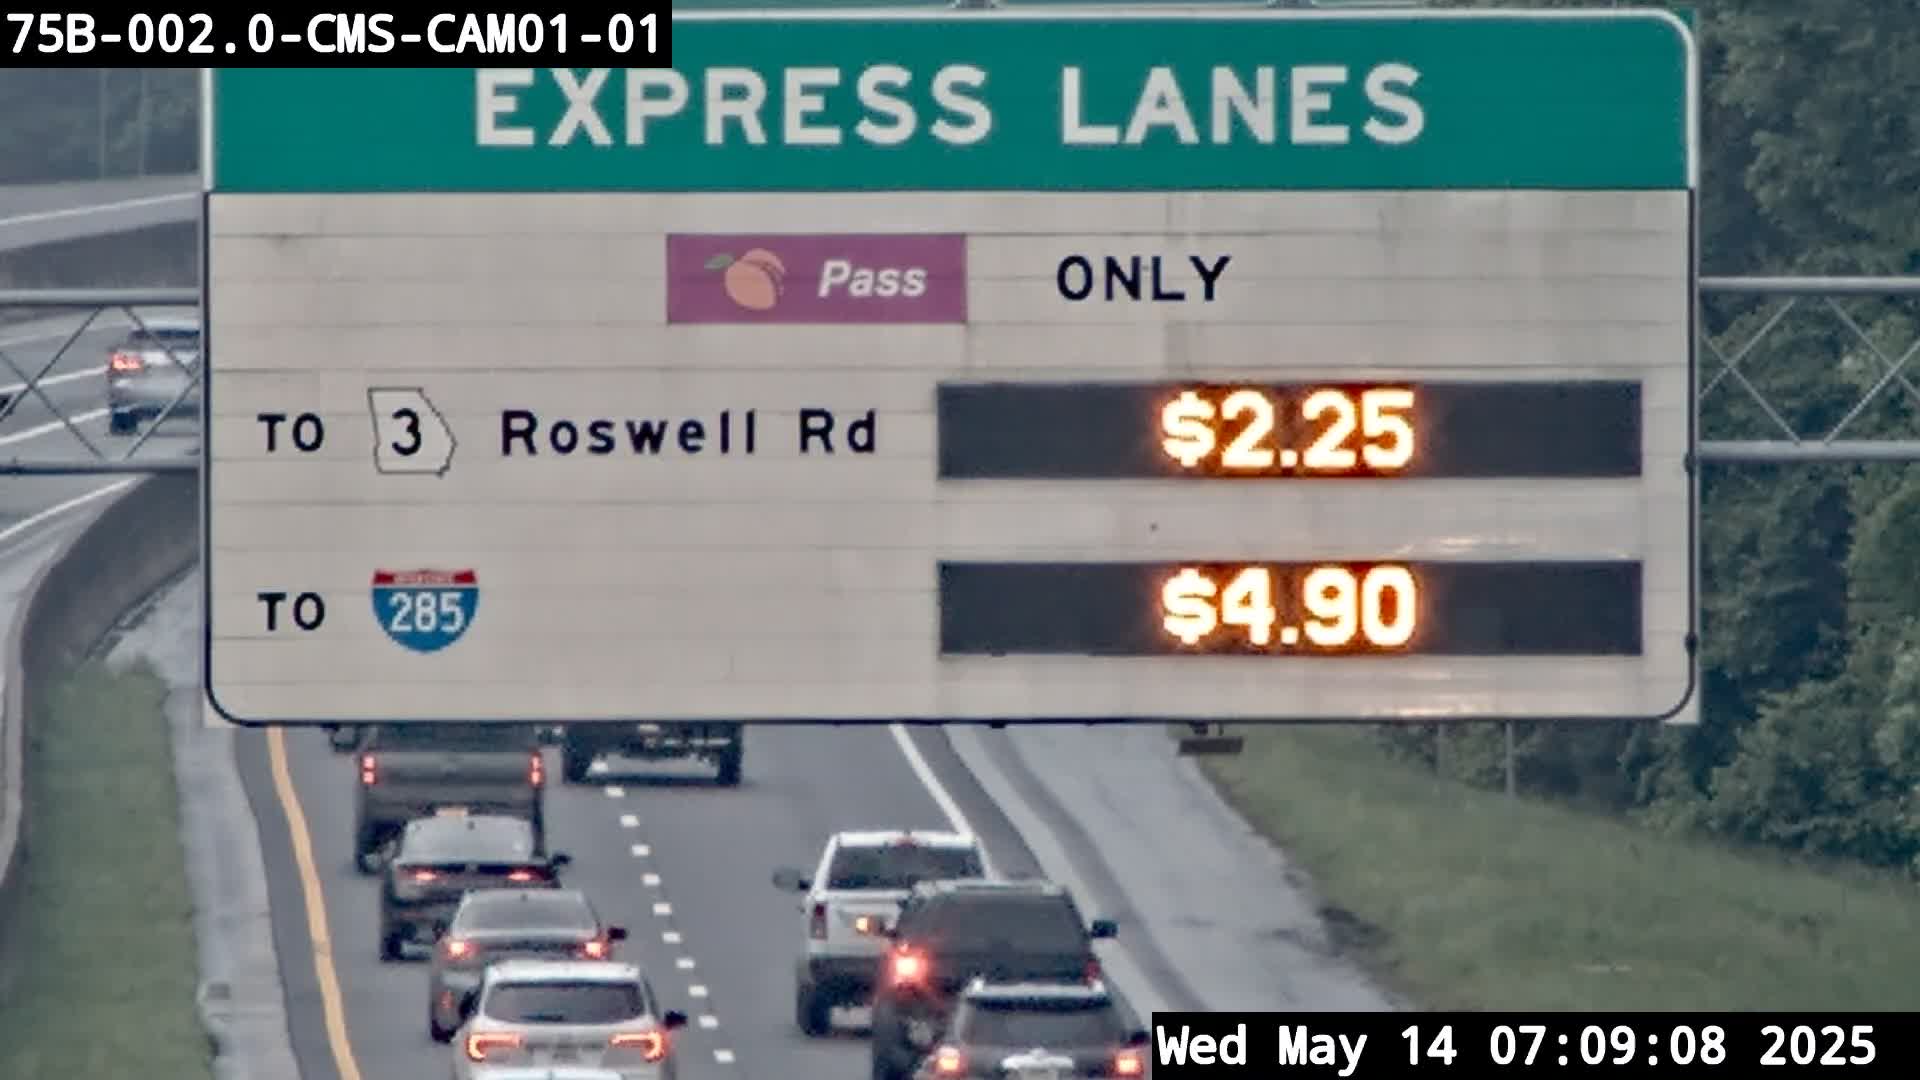 75B-002.0-CMS-CAM01-01
EXPRESS LANES
Pass ONLY
TO 3 Roswell Rd $2.25
TO INTERSTATE 285 $4.90
Wed May 14 07:09:08 2025